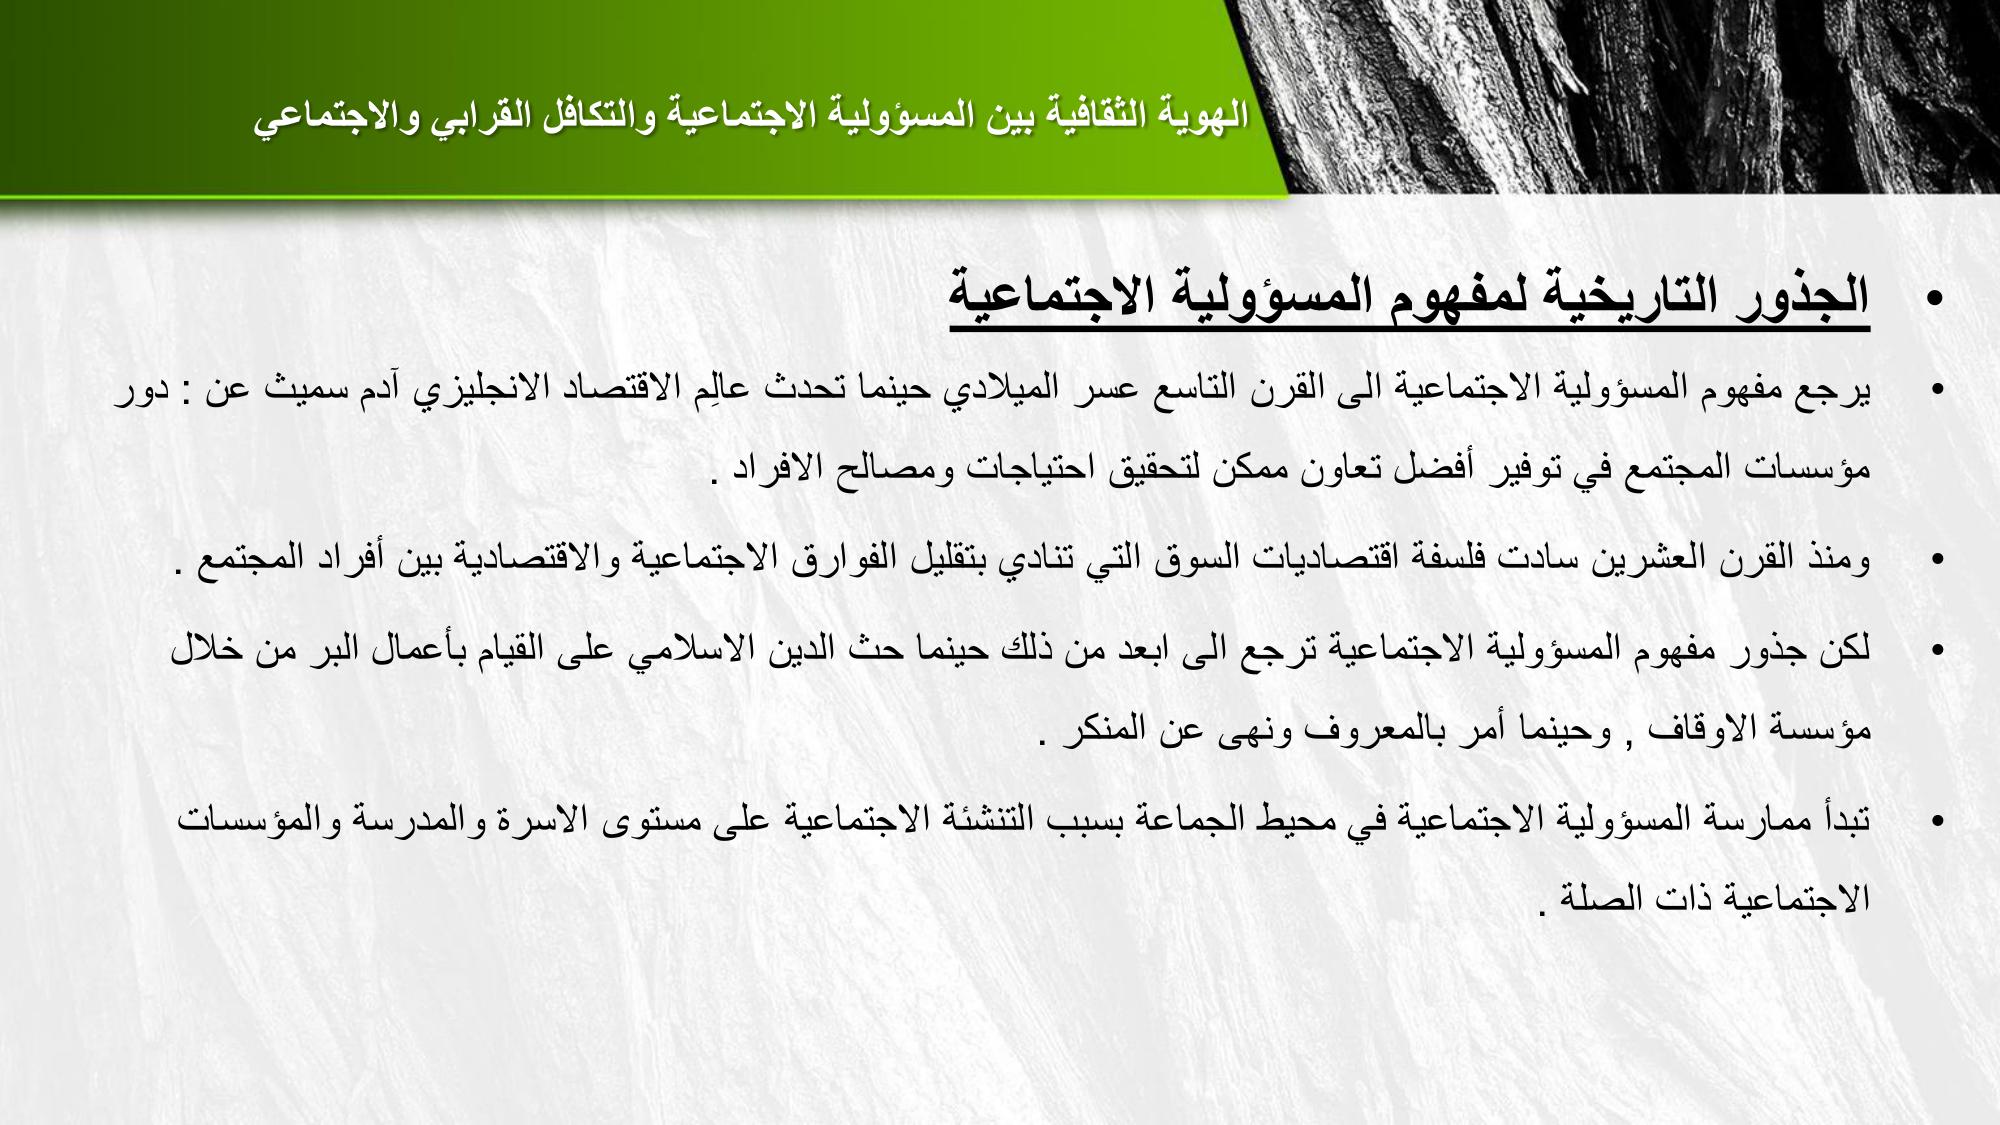 الهوية الثقافية بين المسؤولية الاجتماعية والتكافل القرابي والاجتماعي
• الجذور التاريخية لمفهوم المسؤولية الاجتماعية
• يرجع مفهوم المسؤولية الاجتماعية الى القرن التاسع عسر الميلادي حينما تحدث عالِم الاقتصاد الانجليزي آدم سميث عن : دور
مؤسسات المجتمع في توفير أفضل تعاون ممكن لتحقيق احتياجات ومصالح الافراد .
• ومنذ القرن العشرين سادت فلسفة اقتصاديات السوق التي تنادي بتقليل الفوارق الاجتماعية والاقتصادية بين أفراد المجتمع .
• لكن جذور مفهوم المسؤولية الاجتماعية ترجع الى ابعد من ذلك حينما حث الدين الاسلامي على القيام بأعمال البر من خلال
مؤسسة الاوقاف , وحينما أمر بالمعروف ونهى عن المنكر .
• تبدأ ممارسة المسؤولية الاجتماعية في محيط الجماعة بسبب التنشئة الاجتماعية على مستوى الاسرة والمدرسة والمؤسسات
الاجتماعية ذات الصلة .